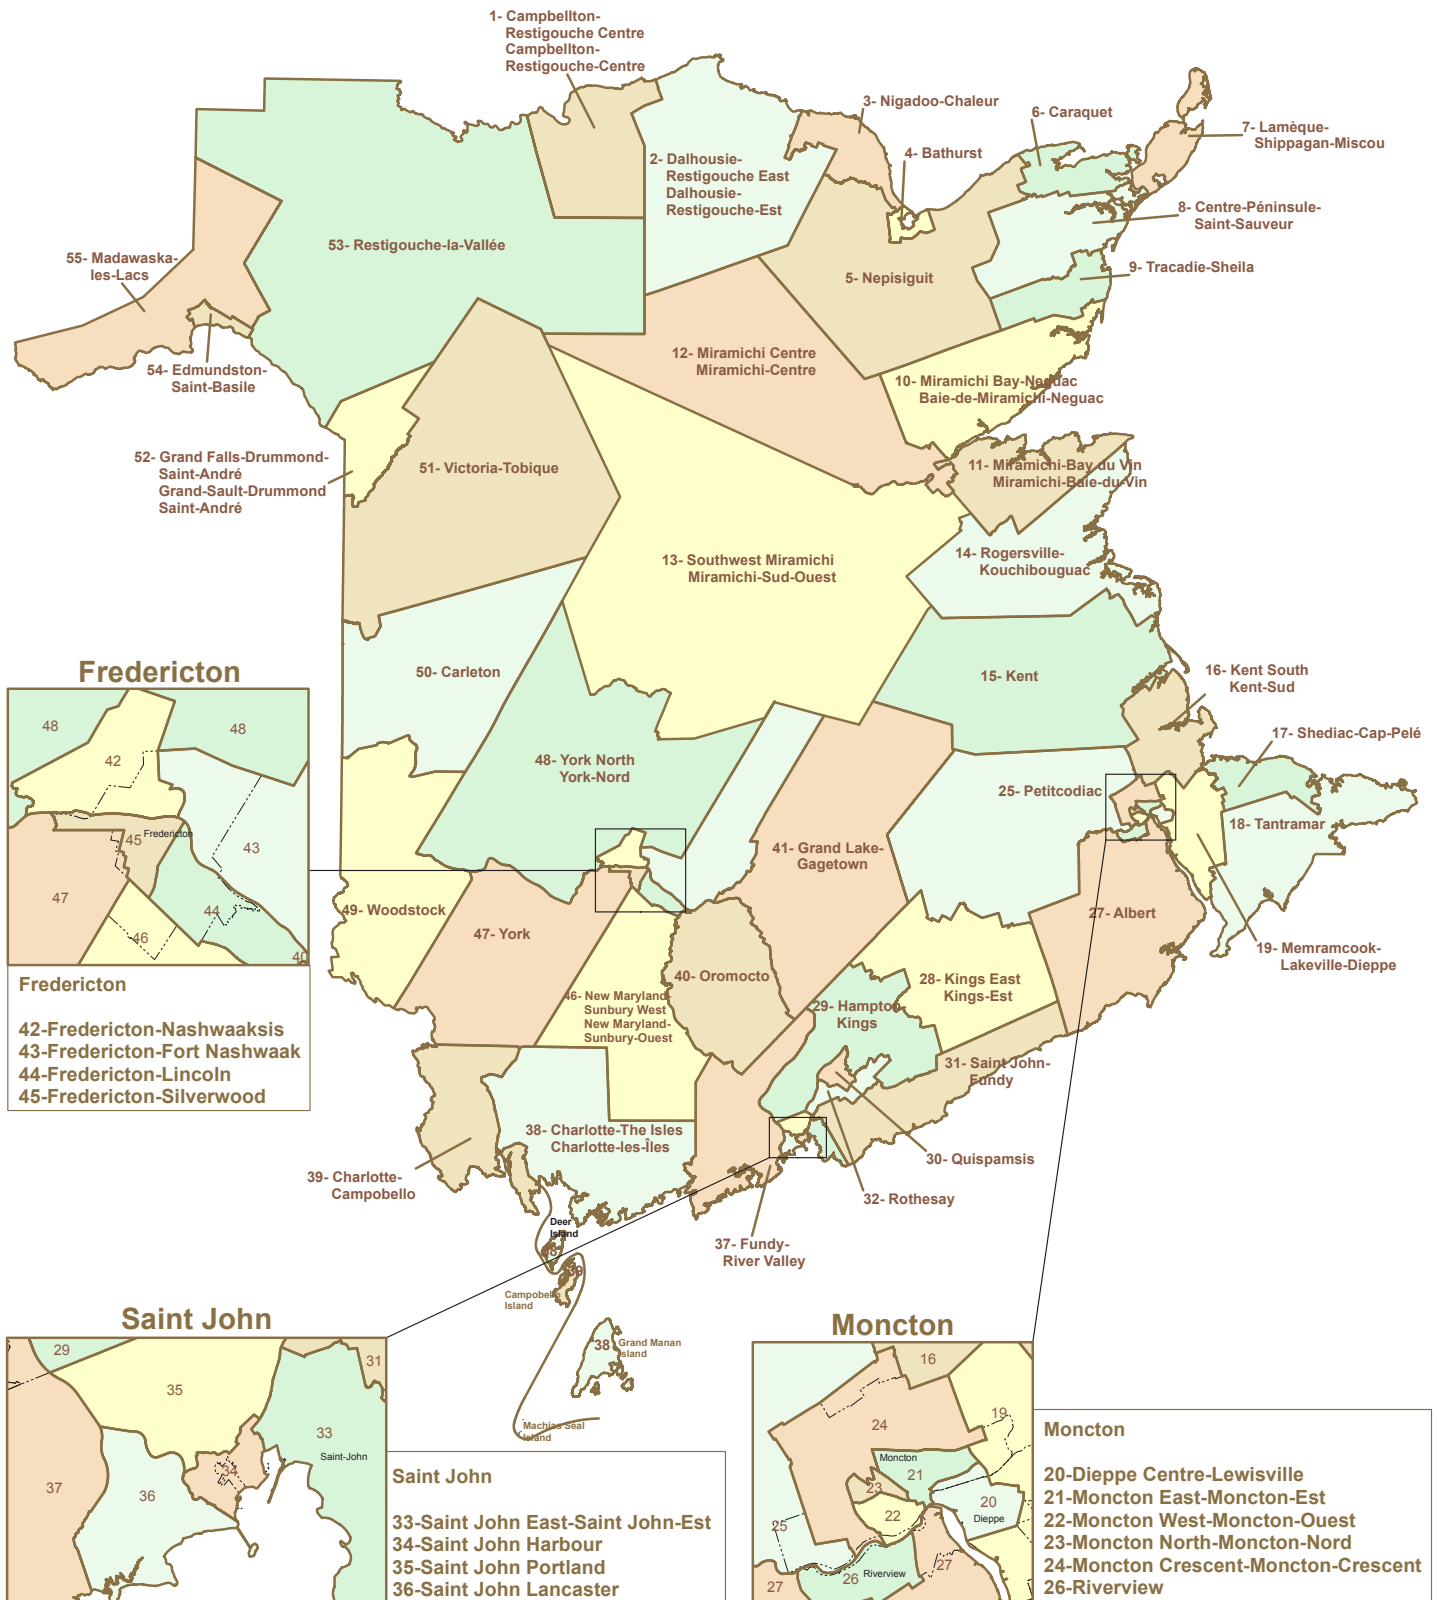 1- Campbellton-
Restigouche Centre
Campbellton-
Restigouche-Centre
2- Dalhousie-
Restigouche East
Dalhousie-
Restigouche-Est
3- Nigadoo-Chaleur
4- Bathurst
6- Caraquet
7- Lamèque-
Shippagan-Miscou
8- Centre-Péninsule-
Saint-Sauveur
9- Tracadie-Sheila
53- Restigouche-la-Vallée
5- Nepisiguit
55- Madawaska-
les-Lacs
54- Edmundston-
Saint-Basile
12- Miramichi Centre
Miramichi-Centre
10- Miramichi Bay-Neguac
Baie-de-Miramichi-Neguac
52- Grand Falls-Drummond-
Saint-André
Grand-Sault-Drummond
Saint-André
51- Victoria-Tobique
11- Miramichi-Bay du Vin
Miramichi-Baie-du-Vin
13- Southwest Miramichi
Miramichi-Sud-Ouest
14- Rogersville-
Kouchibouguac
50- Carleton
15- Kent
16- Kent South
Kent-Sud
17- Shediac-Cap-Pelé
48- York North
York-Nord
25- Petitcodiac
18- Tantramar
41- Grand Lake-
Gagetown
49- Woodstock
47- York
27- Albert
19- Memramcook-
Lakeville-Dieppe
40- Oromocto
28- Kings East
Kings-Est
46- New Maryland-
Sunbury West
New Maryland-
Sunbury-Ouest
29- Hampton-
Kings
31- Saint John-
Fundy
38- Charlotte-The Isles
Charlotte-les-Îles
39- Charlotte-
Campobello
30- Quispamsis
32- Rothesay
37- Fundy-
River Valley
Deer
Island
38
39
Campobello
Island
38
Grand Manan
Island
Machias Seal
Island
Fredericton
48
48
42
45
Fredericton
43
47
44
46
40
Fredericton
42-Fredericton-Nashwaaksis
43-Fredericton-Fort Nashwaak
44-Fredericton-Lincoln
45-Fredericton-Silverwood
Saint John
29
31
35
33
Saint-John
34
37
36
Saint John
33-Saint John East-Saint John-Est
34-Saint John Harbour
35-Saint John Portland
36-Saint John Lancaster
Moncton
16
19
24
Moncton
21
23
20
Dieppe
22
25
26
Riverview
27
27
Moncton
20-Dieppe Centre-Lewisville
21-Moncton East-Moncton-Est
22-Moncton West-Moncton-Ouest
23-Moncton North-Moncton-Nord
24-Moncton Crescent-Moncton-Crescent
26-Riverview